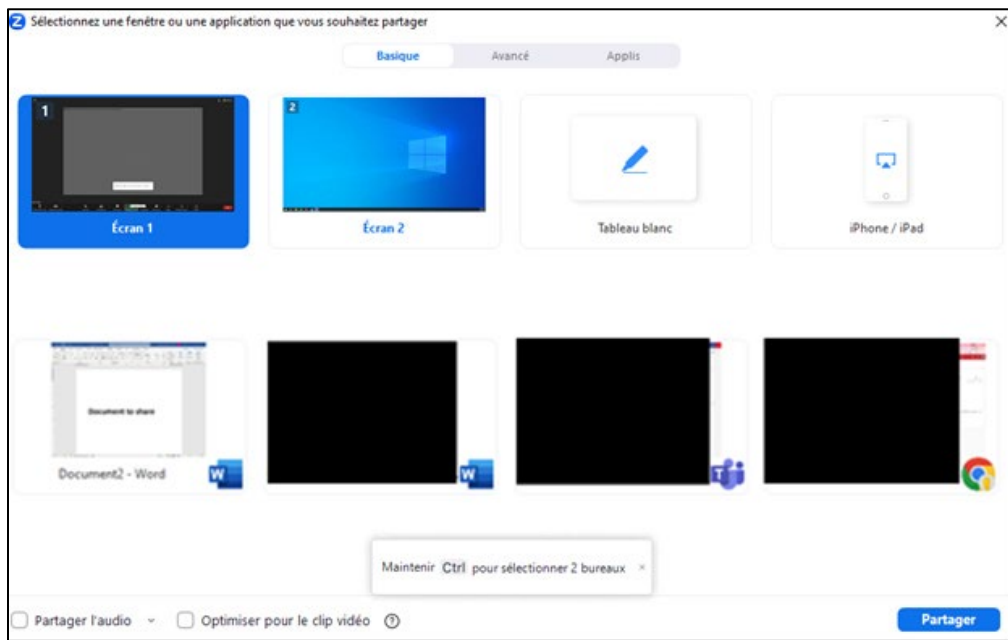 Sélectionnez une fenêtre ou une application que vous souhaitez partager
Basique Avancé Applis
1
2
Écran 1 Écran 2 Tableau blanc iPhone / iPad
Document to share
Document2 - Word
Maintenir Ctrl pour sélectionner 2 bureaux
Partager l'audio Optimiser pour le clip vidéo Partager